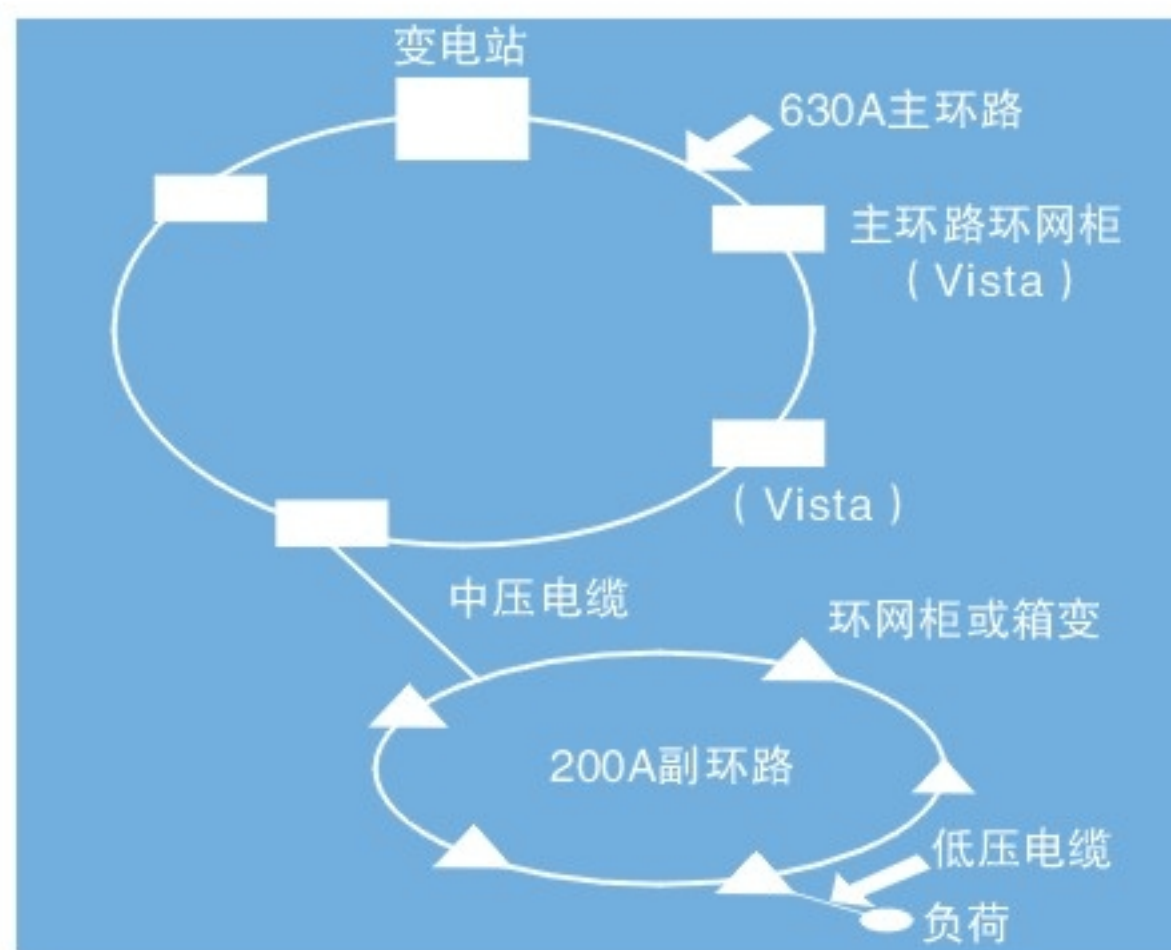 变电站
630A主环路
主环路环网柜
（Vista）
（Vista）
中压电缆
环网柜或箱变
200A副环路
低压电缆
负荷